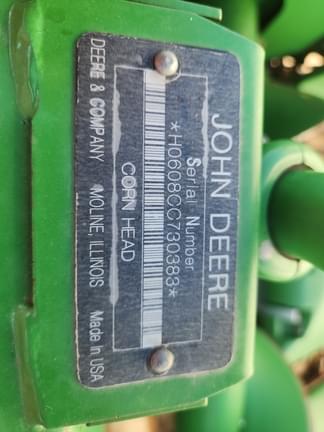 JOHN DEERE
Serial Number
*H0608CC730383*
CORN HEAD
DEERE & COMPANY MOLINE, ILLINOIS Made in USA